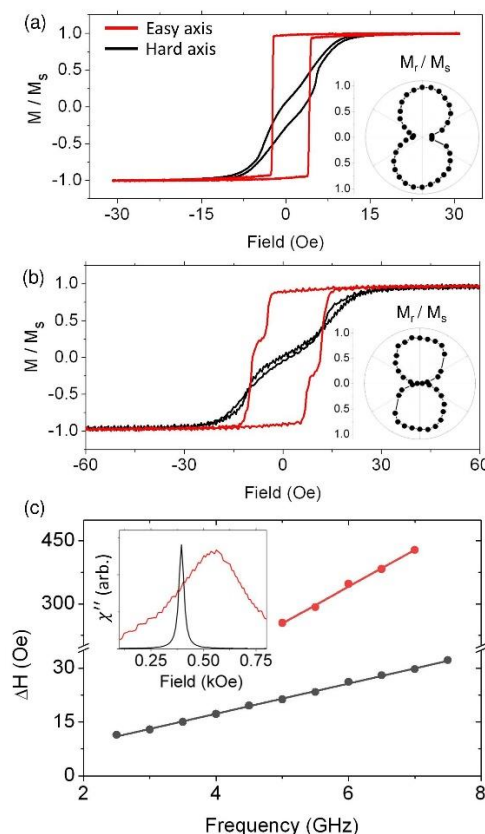 (a)
Easy axis
Hard axis
M / Ms
1.0
0.5
0.0
-0.5
-1.0
Mr / Ms
1.0
0.5
0.0
0.5
1.0
-30
-15
0
15
30
Field (Oe)
(b)
M / Ms
1.0
0.5
0.0
-0.5
-1.0
Mr / Ms
1.0
0.5
0.0
0.5
1.0
-60
-30
0
30
60
Field (Oe)
(c)
ΔH (Oe)
450
300
30
15
0
χ″ (arb.)
0.25
0.50
0.75
Field (kOe)
2
4
6
8
Frequency (GHz)